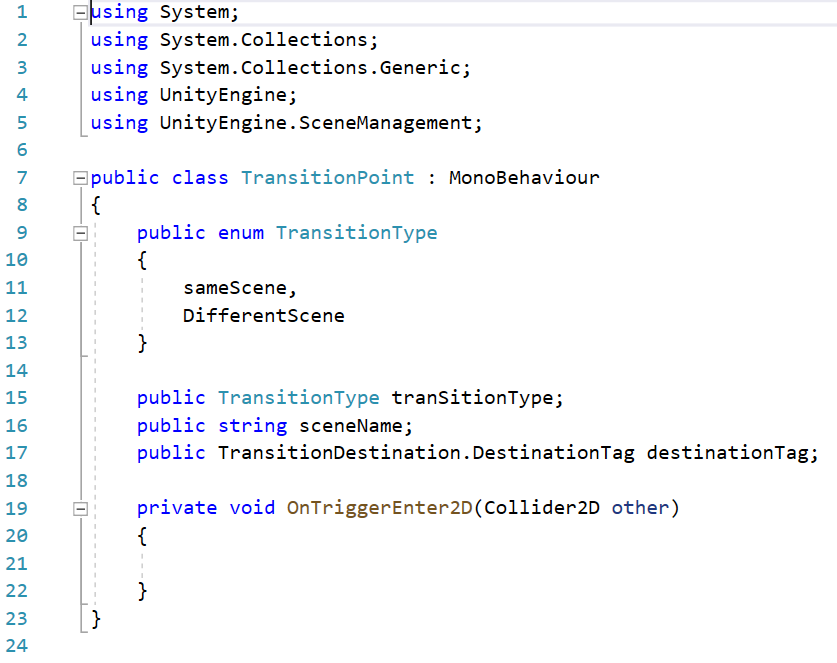 1 using System;
2 using System.Collections;
3 using System.Collections.Generic;
4 using UnityEngine;
5 using UnityEngine.SceneManagement;
6
7 public class TransitionPoint : MonoBehaviour
8 {
9     public enum TransitionType
10     {
11         sameScene,
12         DifferentScene
13     }
14
15     public TransitionType tranSitionType;
16     public string sceneName;
17     public TransitionDestination.DestinationTag destinationTag;
18
19     private void OnTriggerEnter2D(Collider2D other)
20     {
21
22     }
23 }
24